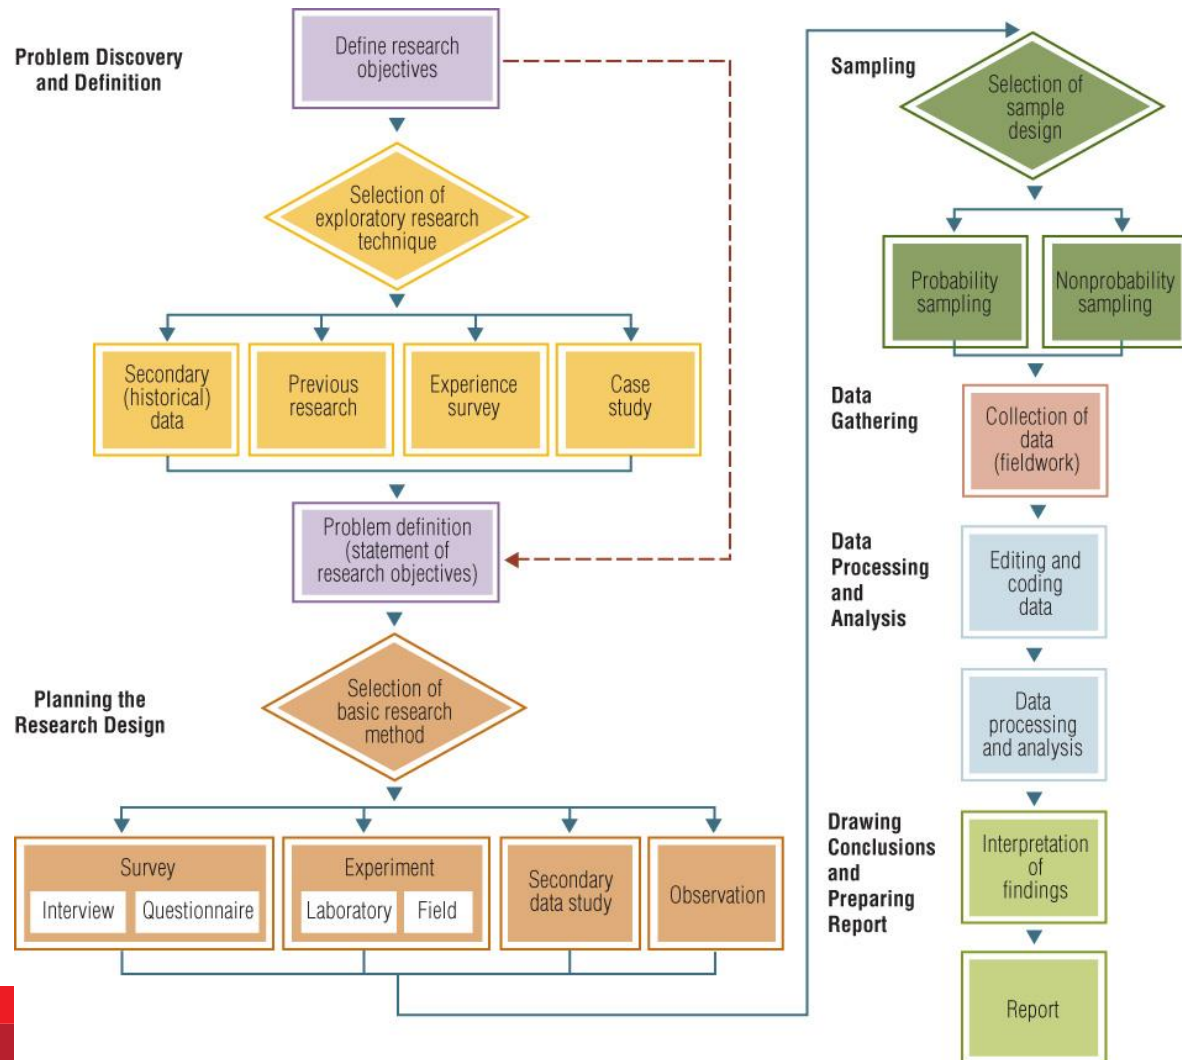 Problem Discovery
and Definition
Define research
objectives
Selection of
exploratory research
technique
Secondary
(historical)
data
Previous
research
Experience
survey
Case
study
Problem definition
(statement of
research objectives)
Planning the
Research Design
Selection of
basic research
method
Survey
Interview
Questionnaire
Experiment
Laboratory
Field
Secondary
data study
Observation
Sampling
Selection of
sample
design
Probability
sampling
Nonprobability
sampling
Data
Gathering
Collection of
data
(fieldwork)
Data
Processing
and
Analysis
Editing and
coding
data
Data
processing
and analysis
Drawing
Conclusions
and
Preparing
Report
Interpretation
of
findings
Report